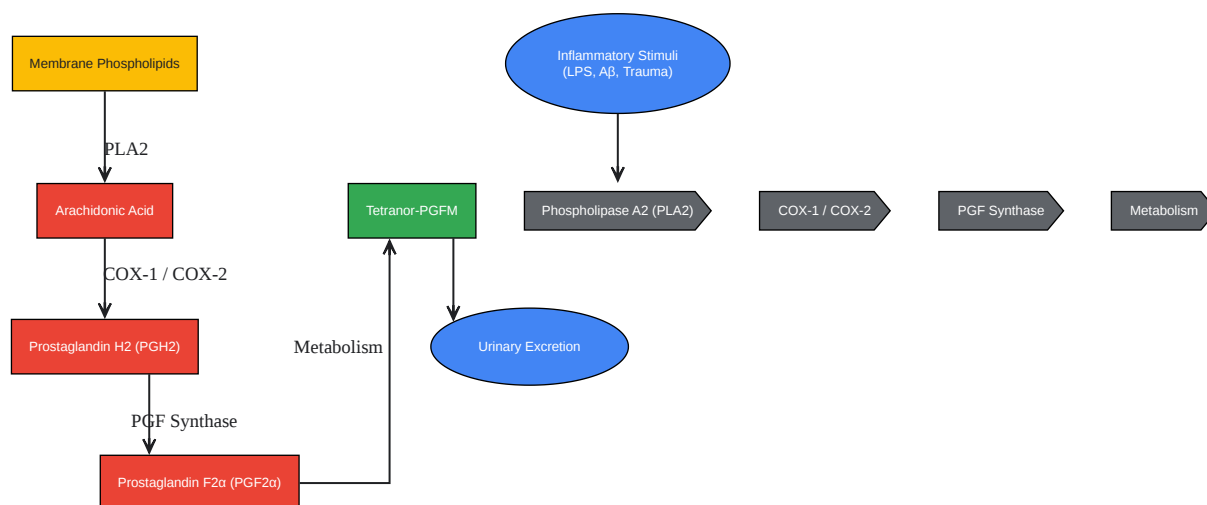 Inflammatory Stimuli
(LPS, Aβ, Trauma)
Membrane Phospholipids
PLA2
Arachidonic Acid
Tetranor-PGFM
Phospholipase A2 (PLA2)
COX-1 / COX-2
PGF Synthase
Metabolism
COX-1 / COX-2
Prostaglandin H2 (PGH2)
Metabolism
Urinary Excretion
PGF Synthase
Prostaglandin F2α (PGF2α)